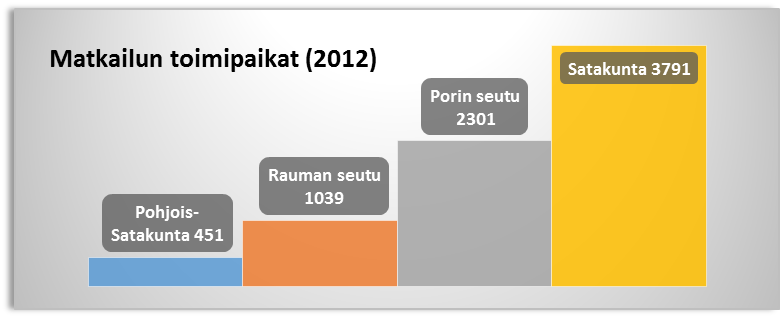 Matkailun toimipaikat (2012)
Satakunta 3791
Porin seutu
2301
Rauman seutu
1039
Pohjois-
Satakunta 451